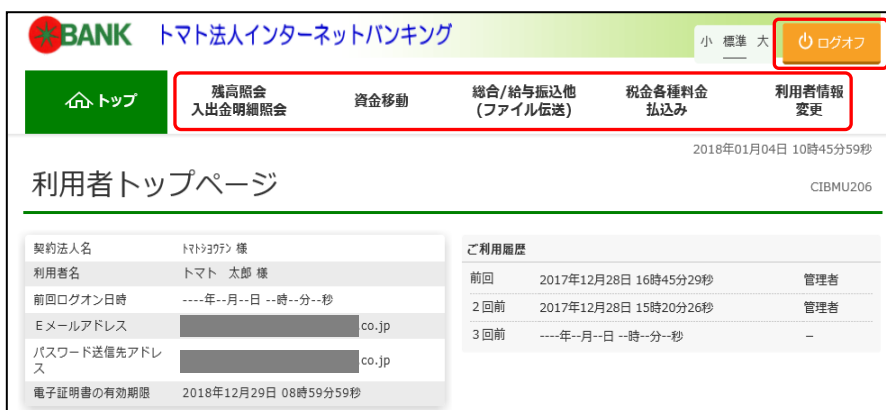 BANK トマト法人インターネットバンキング
小 標準 大
ログオフ
トップ
残高照会
入出金明細照会
資金移動
総合/給与振込他
(ファイル伝送)
税金各種料金
払込み
利用者情報
変更
2018年01月04日 10時45分59秒
利用者トップページ
CIBMU206
契約法人名 ﾄﾏﾄｼﾖｳﾃﾝ 様
利用者名 トマト 太郎 様
前回ログオン日時 ----年--月--日 --時--分--秒
Eメールアドレス .co.jp
パスワード送信先アドレ
ス .co.jp
電子証明書の有効期限 2018年12月29日 08時59分59秒
ご利用履歴
前回 2017年12月28日 16時45分29秒 管理者
2回前 2017年12月28日 15時20分26秒 管理者
3回前 ----年--月--日 --時--分--秒 −